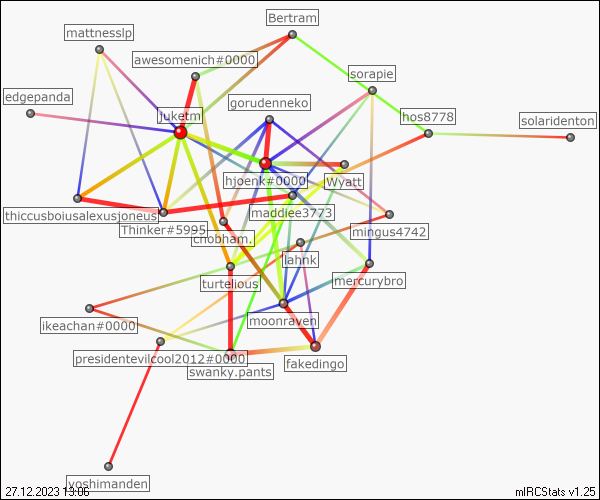 Bertram
mattnesslp
awesomenich#0000
sorapie
edgepanda
gorudenneko
juketm
hos8778
solaridenton
hjoenk#0000
Wyatt
thiccusboiusalexusjoneus
maddiee3773
Thinker#5995
mingus4742
chobham.
lahnk
turtelious
mercurybro
ikeachan#0000
moonraven
presidentevilcool2012#0000
fakedingo
swanky.pants
yoshimanden
27.12.2023 13:06
mIRCStats v1.25